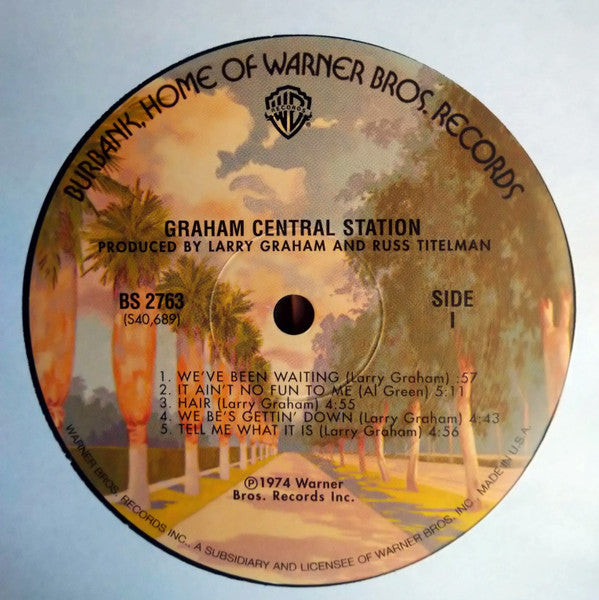 BURBANK, HOME OF WARNER BROS. RECORDS
WB
RECORDS
®
GRAHAM CENTRAL STATION
PRODUCED BY LARRY GRAHAM AND RUSS TITELMAN
BS 2763
(S40,689)
SIDE
1
1. WE'VE BEEN WAITING (Larry Graham) :57
2. IT AIN'T NO FUN TO ME (Al Green) 5:11
3. HAIR (Larry Graham) 4:55
4. WE BE'S GETTIN' DOWN (Larry Graham) 4:43
5. TELL ME WHAT IT IS (Larry Graham) 4:56
℗1974 Warner
Bros. Records Inc.
WARNER BROS. RECORDS INC., A SUBSIDIARY AND LICENSEE OF WARNER BROS. INC. · MADE IN U.S.A.